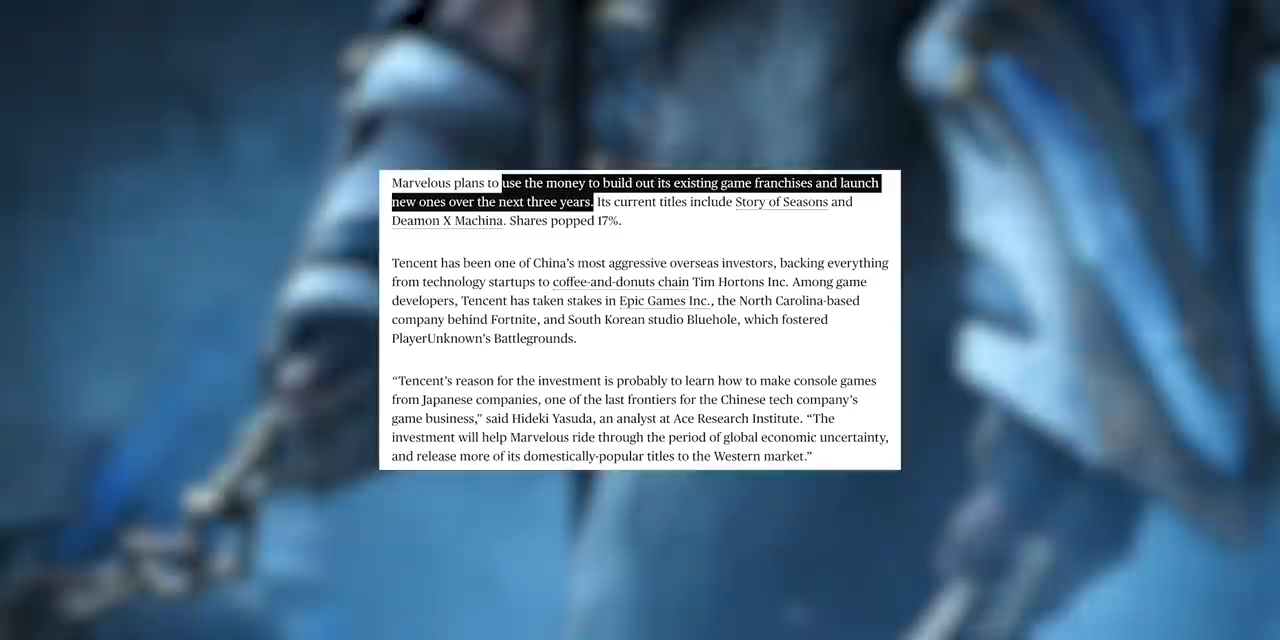 Marvelous plans to use the money to build out its existing game franchises and launch
new ones over the next three years. Its current titles include Story of Seasons and
Deamon X Machina. Shares popped 17%.
Tencent has been one of China’s most aggressive overseas investors, backing everything
from technology startups to coffee-and-donuts chain Tim Hortons Inc. Among game
developers, Tencent has taken stakes in Epic Games Inc., the North Carolina-based
company behind Fortnite, and South Korean studio Bluehole, which fostered
PlayerUnknown’s Battlegrounds.
“Tencent’s reason for the investment is probably to learn how to make console games
from Japanese companies, one of the last frontiers for the Chinese tech company’s
game business,” said Hideki Yasuda, an analyst at Ace Research Institute. “The
investment will help Marvelous ride through the period of global economic uncertainty,
and release more of its domestically-popular titles to the Western market.”